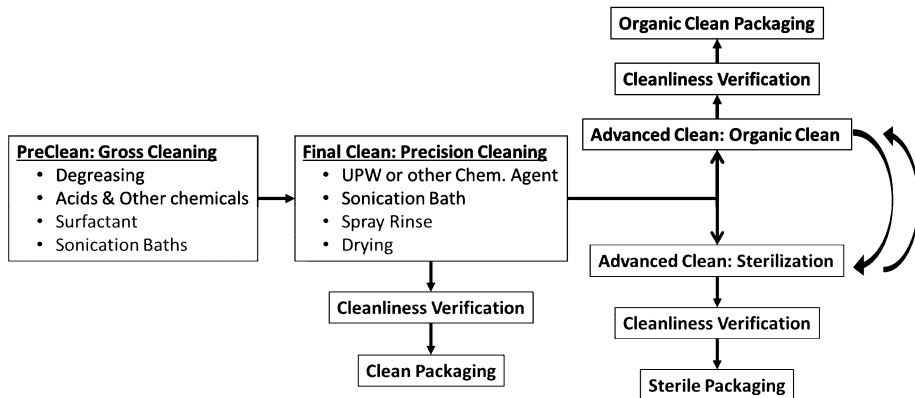 PreClean: Gross Cleaning
• Degreasing
• Acids & Other chemicals
• Surfactant
• Sonication Baths
Final Clean: Precision Cleaning
• UPW or other Chem. Agent
• Sonication Bath
• Spray Rinse
• Drying
Cleanliness Verification
Clean Packaging
Organic Clean Packaging
Cleanliness Verification
Advanced Clean: Organic Clean
Advanced Clean: Sterilization
Cleanliness Verification
Sterile Packaging